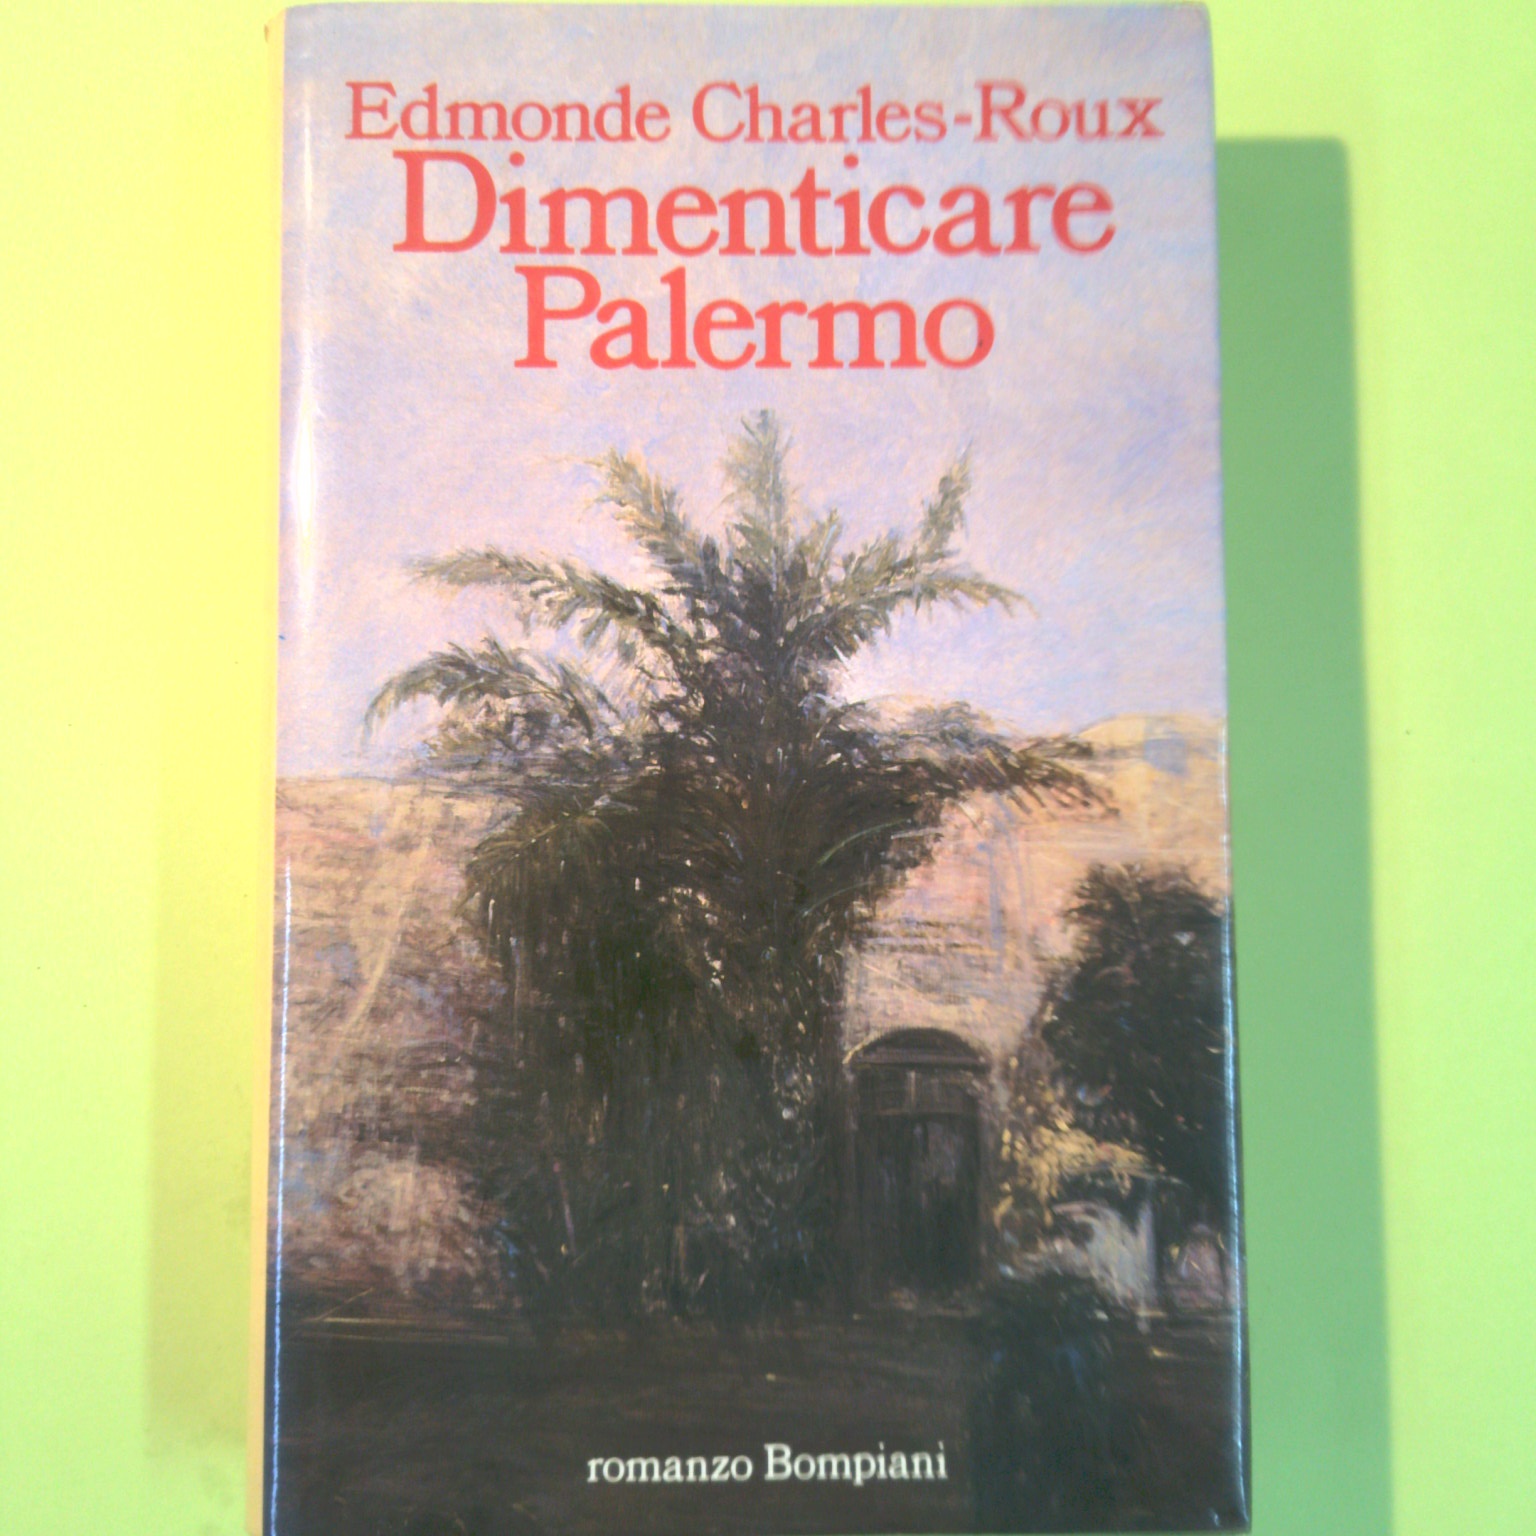 Edmonde Charles-Roux
Dimenticare
Palermo
romanzo Bompiani